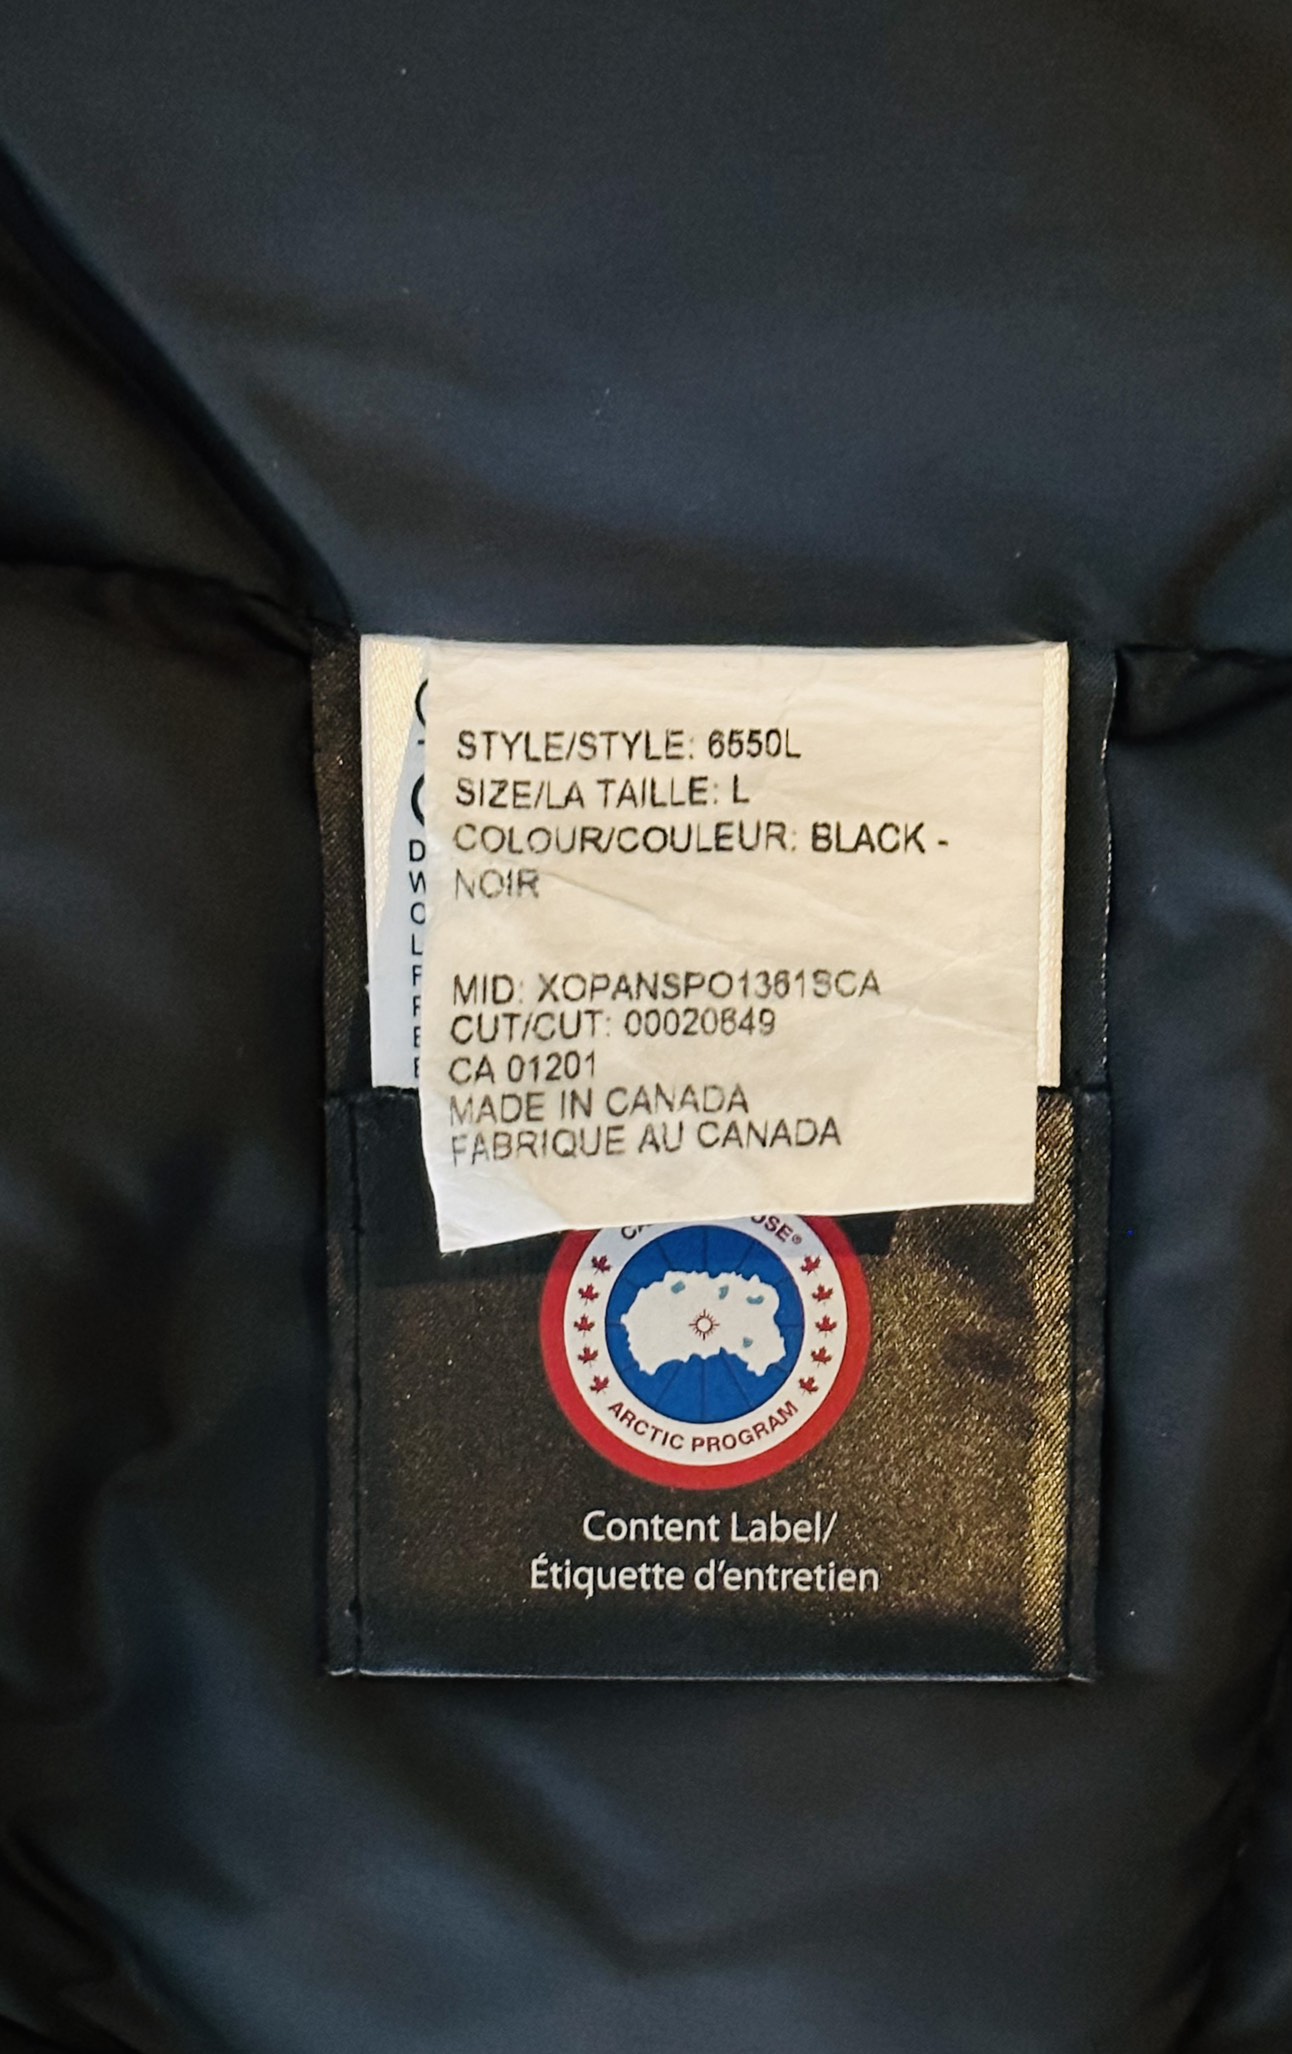 STYLE/STYLE: 6550L
SIZE/LA TAILLE: L
COLOUR/COULEUR: BLACK -
NOIR
MID: XOPANSPO1361SCA
CUT/CUT: 00020649
CA 01201
MADE IN CANADA
FABRIQUE AU CANADA
ARCTIC PROGRAM
Content Label/
Étiquette d'entretien